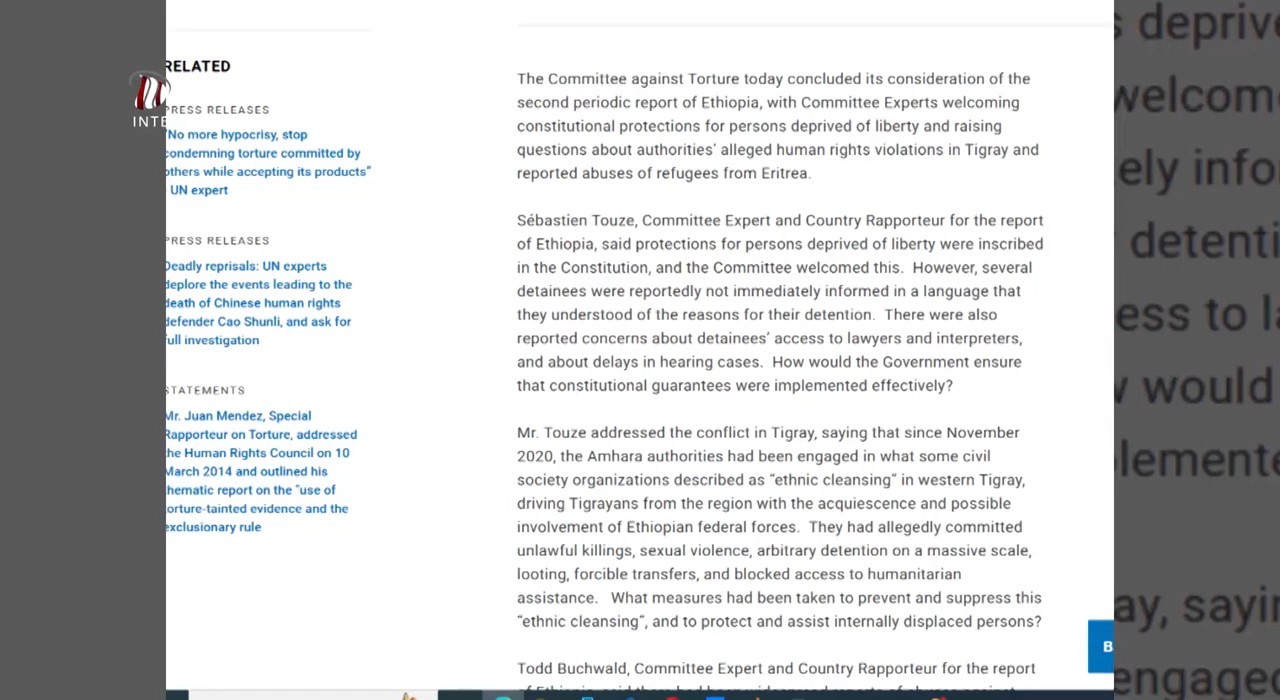 RELATED
PRESS RELEASES
"No more hypocrisy, stop
condemning torture committed by
others while accepting its products"
UN expert
PRESS RELEASES
Deadly reprisals: UN experts
deplore the events leading to the
death of Chinese human rights
defender Cao Shunli, and ask for
full investigation
STATEMENTS
Mr. Juan Mendez, Special
Rapporteur on Torture, addressed
the Human Rights Council on 10
March 2014 and outlined his
thematic report on the "use of
torture-tainted evidence and the
exclusionary rule
INTE
The Committee against Torture today concluded its consideration of the
second periodic report of Ethiopia, with Committee Experts welcoming
constitutional protections for persons deprived of liberty and raising
questions about authorities’ alleged human rights violations in Tigray and
reported abuses of refugees from Eritrea.
Sébastien Touze, Committee Expert and Country Rapporteur for the report
of Ethiopia, said protections for persons deprived of liberty were inscribed
in the Constitution, and the Committee welcomed this. However, several
detainees were reportedly not immediately informed in a language that
they understood of the reasons for their detention. There were also
reported concerns about detainees’ access to lawyers and interpreters,
and about delays in hearing cases. How would the Government ensure
that constitutional guarantees were implemented effectively?
Mr. Touze addressed the conflict in Tigray, saying that since November
2020, the Amhara authorities had been engaged in what some civil
society organizations described as “ethnic cleansing” in western Tigray,
driving Tigrayans from the region with the acquiescence and possible
involvement of Ethiopian federal forces. They had allegedly committed
unlawful killings, sexual violence, arbitrary detention on a massive scale,
looting, forcible transfers, and blocked access to humanitarian
assistance. What measures had been taken to prevent and suppress this
“ethnic cleansing”, and to protect and assist internally displaced persons?
Todd Buchwald, Committee Expert and Country Rapporteur for the report
B
s deprive
welcome
ely info
detenti
ess to la
would
lemente
ay, sayin
engaged